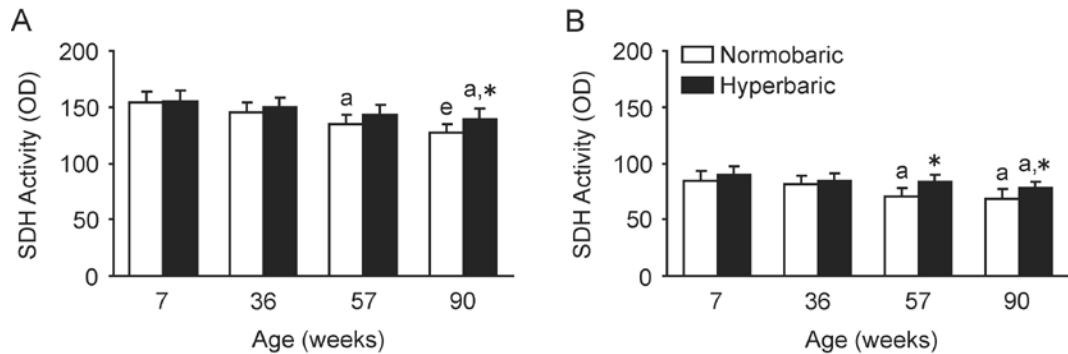 A
SDH Activity (OD)
200
150
100
50
0
a
e
a,*
7 36 57 90
Age (weeks)
B
SDH Activity (OD)
200
150
100
50
0
Normobaric
Hyperbaric
a
*
a
a,*
7 36 57 90
Age (weeks)